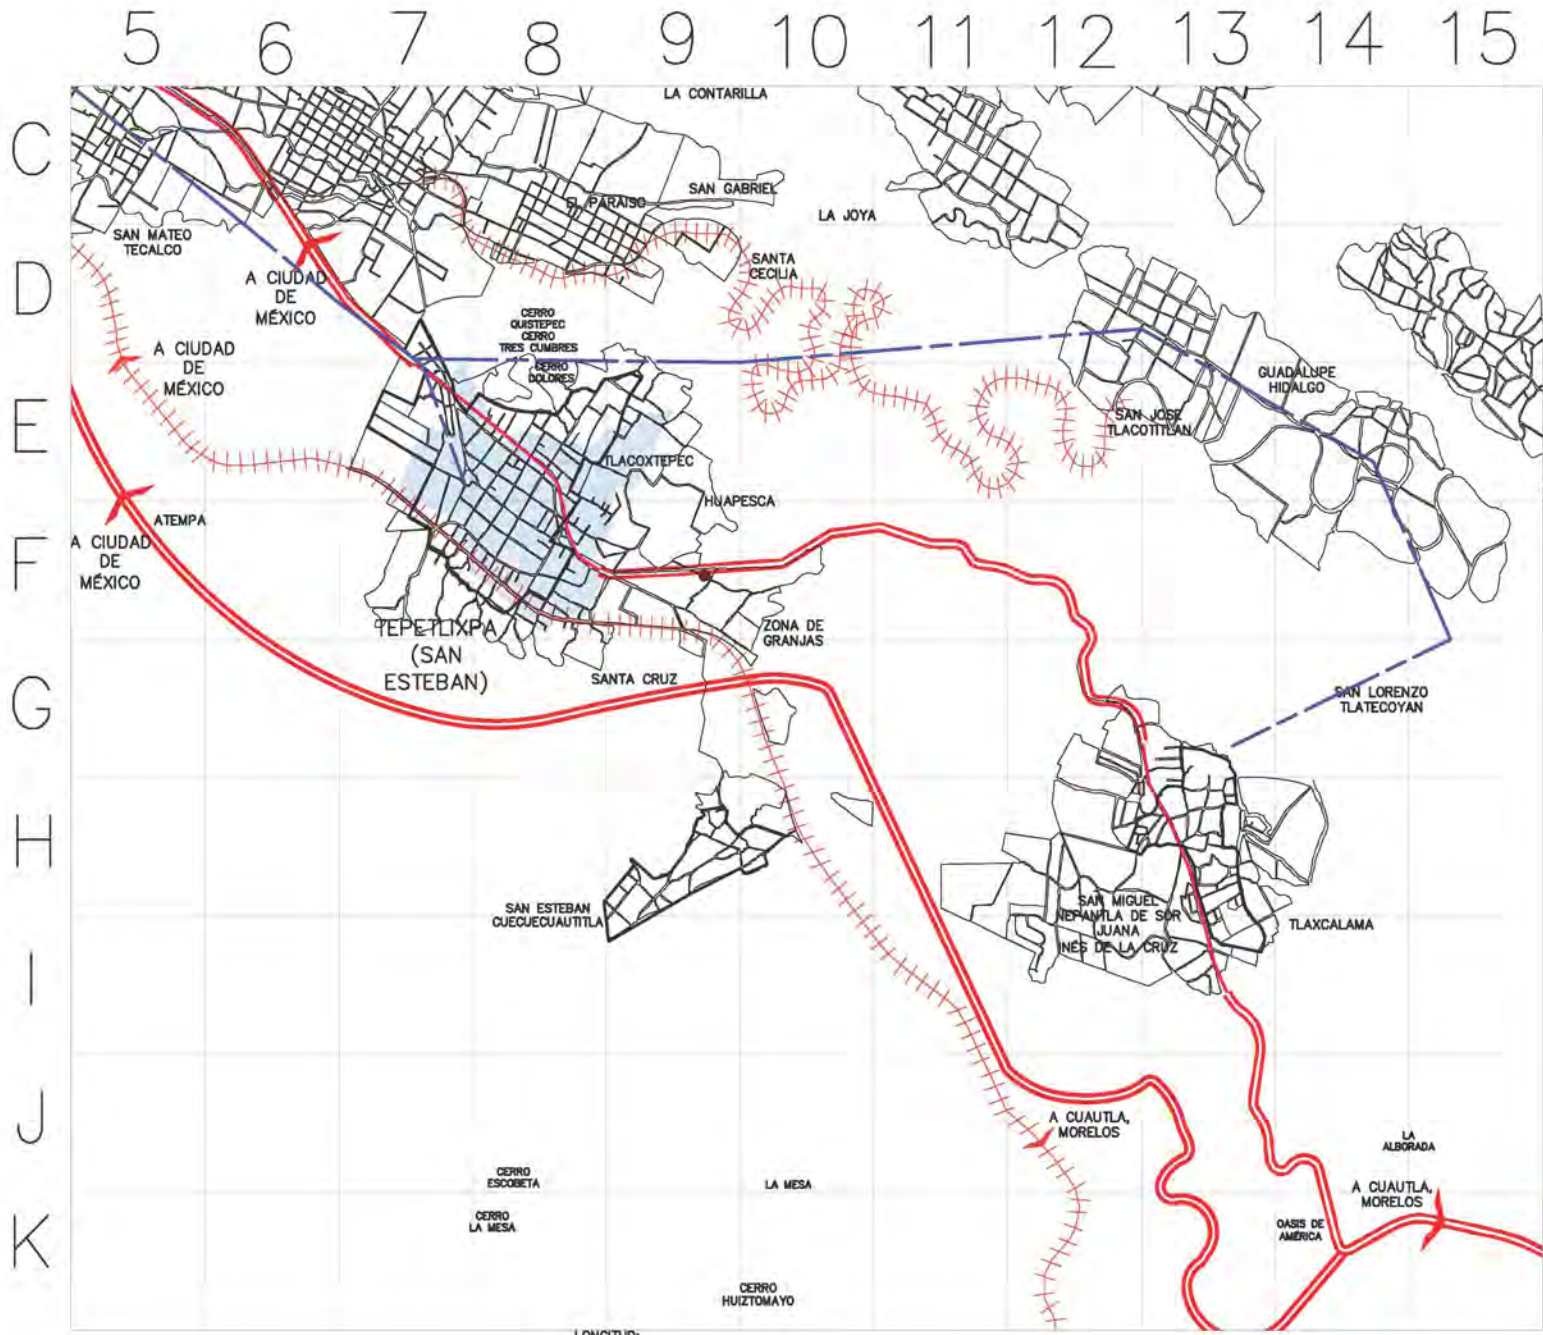 5 6 7 8 9 10 11 12 13 14 15
C
D
E
F
G
H
I
J
K
LA CONTARILLA
SAN GABRIEL
EL PARAISO
LA JOYA
SAN MATEO
TECALCO
SANTA
CECILIA
A CIUDAD
DE
MÉXICO
CERRO
QUISTEPEC
CERRO
TRES CUMBRES
CERRO
DOLORES
A CIUDAD
DE
MÉXICO
GUADALUPE
HIDALGO
SAN JOSE
TLACOTITLAN
TLACOXTEPEC
HUAPESCA
ATEMPA
A CIUDAD
DE
MÉXICO
TEPETLIXPA
(SAN
ESTEBAN)
ZONA DE
GRANJAS
SANTA CRUZ
SAN LORENZO
TLATECOYAN
SAN ESTEBAN
CUECUECUAUTITLA
SAN MIGUEL
NEPANTLA DE SOR
JUANA
INÉS DE LA CRUZ
TLAXCALAMA
A CUAUTLA,
MORELOS
LA
ALBORADA
CERRO
ESCOBETA
LA MESA
A CUAUTLA,
MORELOS
CERRO
LA MESA
OASIS DE
AMÉRICA
CERRO
HUIZTOMAYO